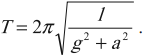 T = 2π√(l / (g² + a²)) .